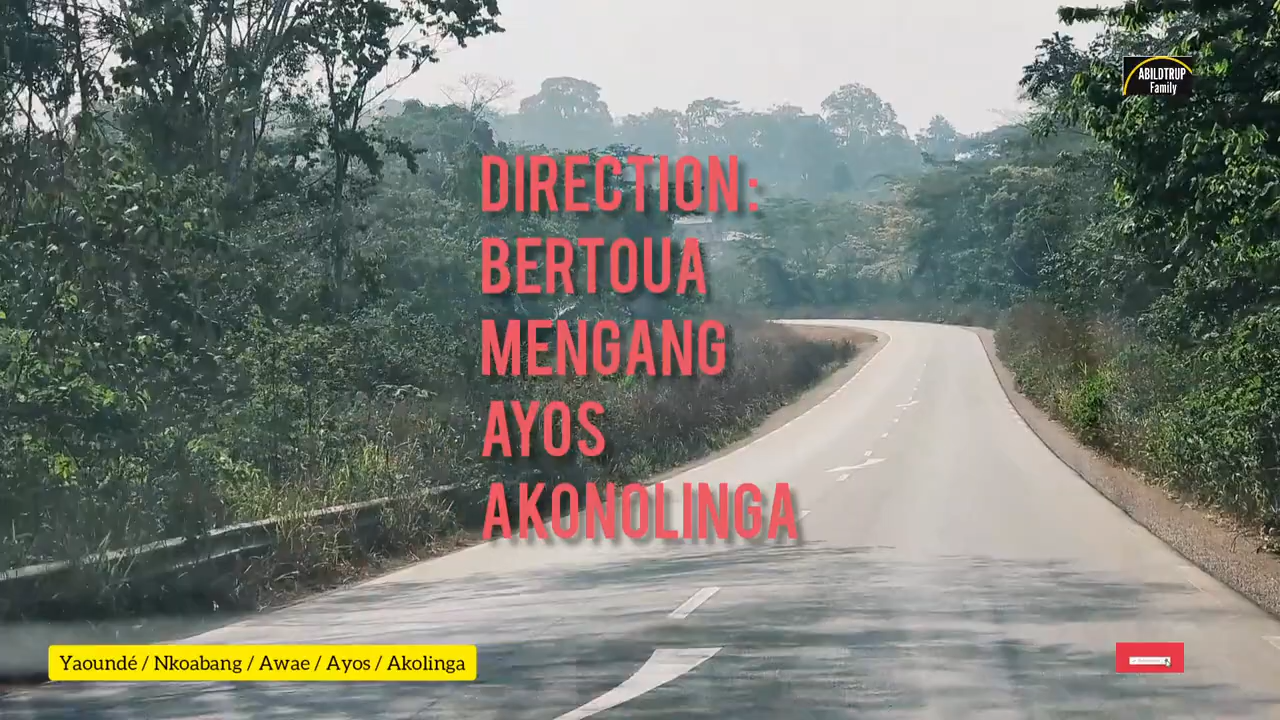 ABILDTRUP
Family
DIRECTION:
BERTOUA
MENGANG
AYOS
AKONOLINGA
Yaoundé / Nkoabang / Awae / Ayos / Akolinga